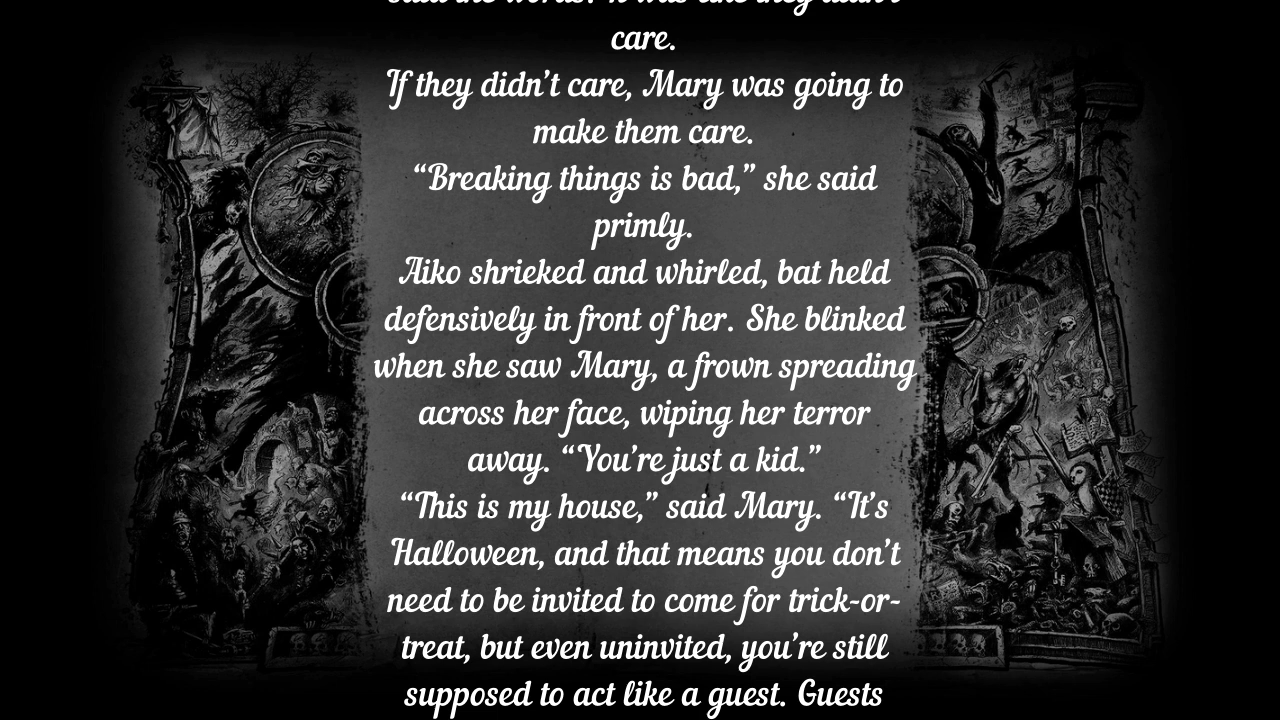 care.
If they didn’t care, Mary was going to
make them care.
“Breaking things is bad,” she said
primly.
Aiko shrieked and whirled, bat held
defensively in front of her. She blinked
when she saw Mary, a frown spreading
across her face, wiping her terror
away. “You’re just a kid.”
“This is my house,” said Mary. “It’s
Halloween, and that means you don’t
need to be invited to come for trick-or-
treat, but even uninvited, you’re still
supposed to act like a guest. Guests